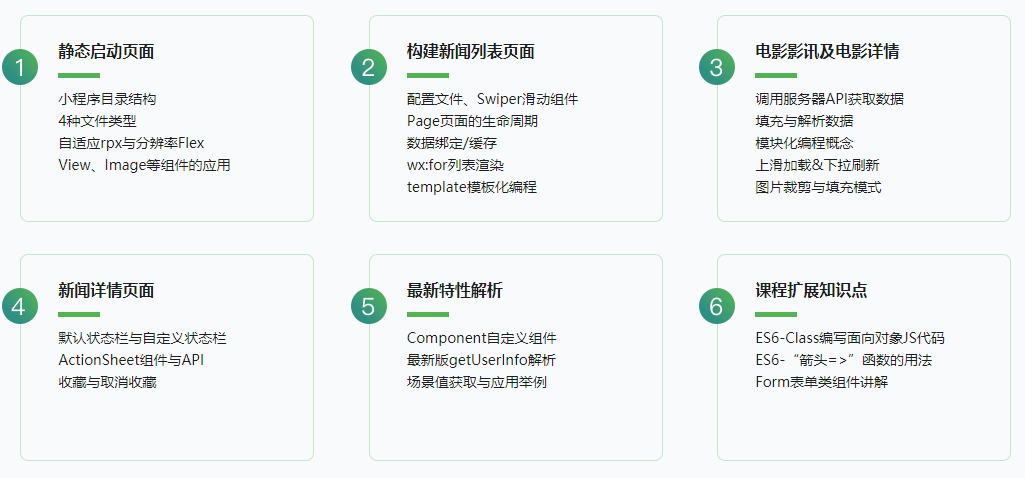 1
静态启动页面
小程序目录结构
4种文件类型
自适应rpx与分辨率Flex
View、Image等组件的应用
2
构建新闻列表页面
配置文件、Swiper滑动组件
Page页面的生命周期
数据绑定/缓存
wx:for列表渲染
template模板化编程
3
电影影讯及电影详情
调用服务器API获取数据
填充与解析数据
模块化编程概念
上滑加载&下拉刷新
图片裁剪与填充模式
4
新闻详情页面
默认状态栏与自定义状态栏
ActionSheet组件与API
收藏与取消收藏
5
最新特性解析
Component自定义组件
最新版getUserInfo解析
场景值获取与应用举例
6
课程扩展知识点
ES6-Class编写面向对象JS代码
ES6-“箭头=>”函数的用法
Form表单类组件讲解